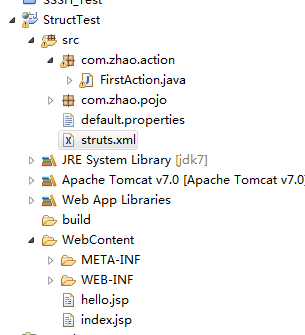 SSSH_Test
StructTest
src
com.zhao.action
FirstAction.java
com.zhao.pojo
default.properties
struts.xml
JRE System Library [jdk7]
Apache Tomcat v7.0 [Apache Tomcat v7.0]
Web App Libraries
build
WebContent
META-INF
WEB-INF
hello.jsp
index.jsp